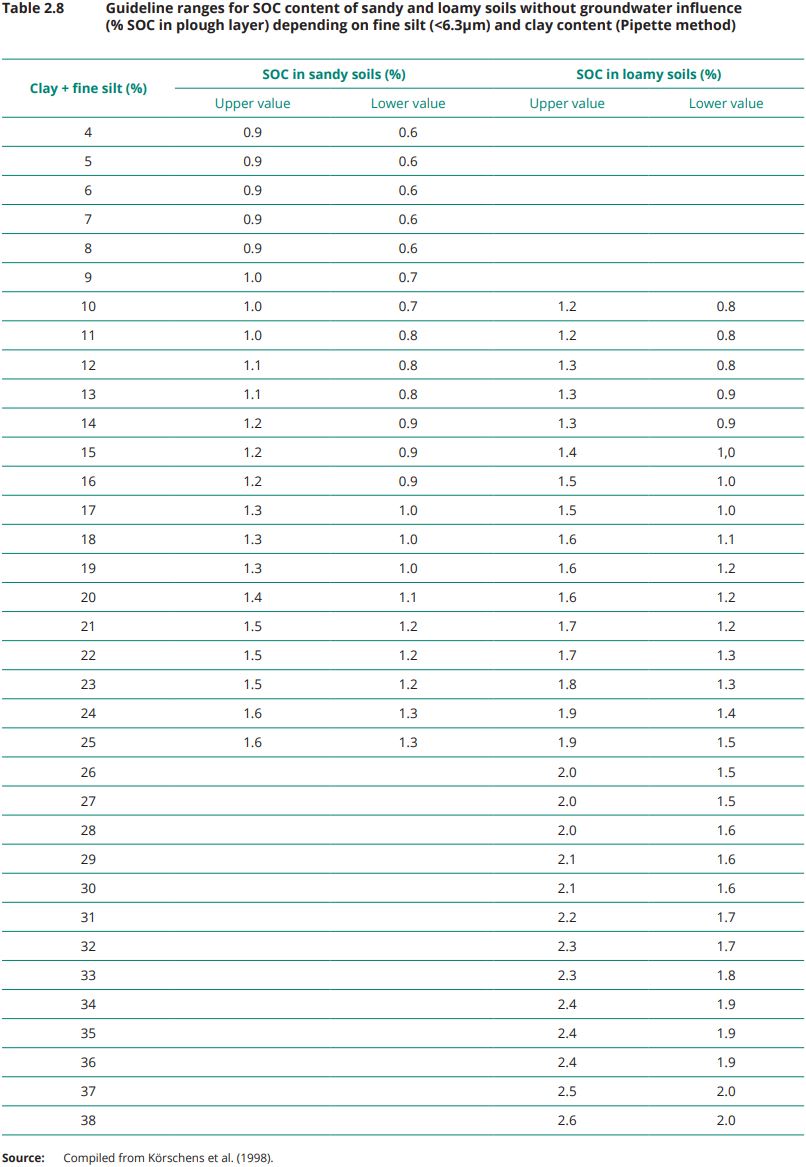 Table 2.8 Guideline ranges for SOC content of sandy and loamy soils without groundwater influence
(% SOC in plough layer) depending on fine silt (<6.3μm) and clay content (Pipette method)
Clay + fine silt (%) SOC in sandy soils (%) SOC in loamy soils (%)
Upper value Lower value Upper value Lower value
4 0.9 0.6
5 0.9 0.6
6 0.9 0.6
7 0.9 0.6
8 0.9 0.6
9 1.0 0.7
10 1.0 0.7 1.2 0.8
11 1.0 0.8 1.2 0.8
12 1.1 0.8 1.3 0.8
13 1.1 0.8 1.3 0.9
14 1.2 0.9 1.3 0.9
15 1.2 0.9 1.4 1,0
16 1.2 0.9 1.5 1.0
17 1.3 1.0 1.5 1.0
18 1.3 1.0 1.6 1.1
19 1.3 1.0 1.6 1.2
20 1.4 1.1 1.6 1.2
21 1.5 1.2 1.7 1.2
22 1.5 1.2 1.7 1.3
23 1.5 1.2 1.8 1.3
24 1.6 1.3 1.9 1.4
25 1.6 1.3 1.9 1.5
26 2.0 1.5
27 2.0 1.5
28 2.0 1.6
29 2.1 1.6
30 2.1 1.6
31 2.2 1.7
32 2.3 1.7
33 2.3 1.8
34 2.4 1.9
35 2.4 1.9
36 2.4 1.9
37 2.5 2.0
38 2.6 2.0
Source: Compiled from Körschens et al. (1998).